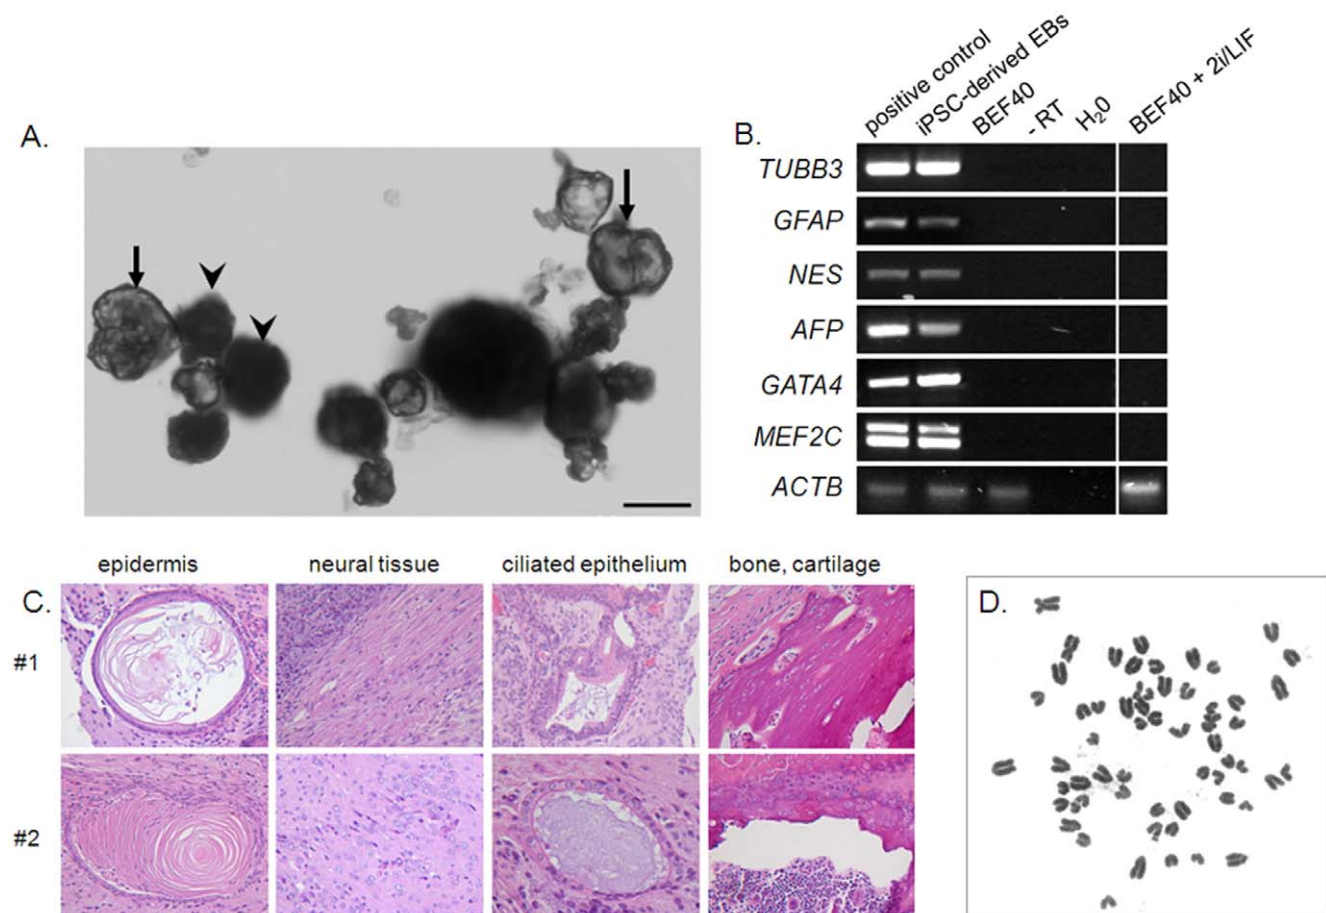 A.
B.
positive control
iPSC-derived EBs
BEF40
- RT
H20
BEF40 + 2i/LIF
TUBB3
GFAP
NES
AFP
GATA4
MEF2C
ACTB
epidermis
neural tissue
ciliated epithelium
bone, cartilage
C.
#1
#2
D.